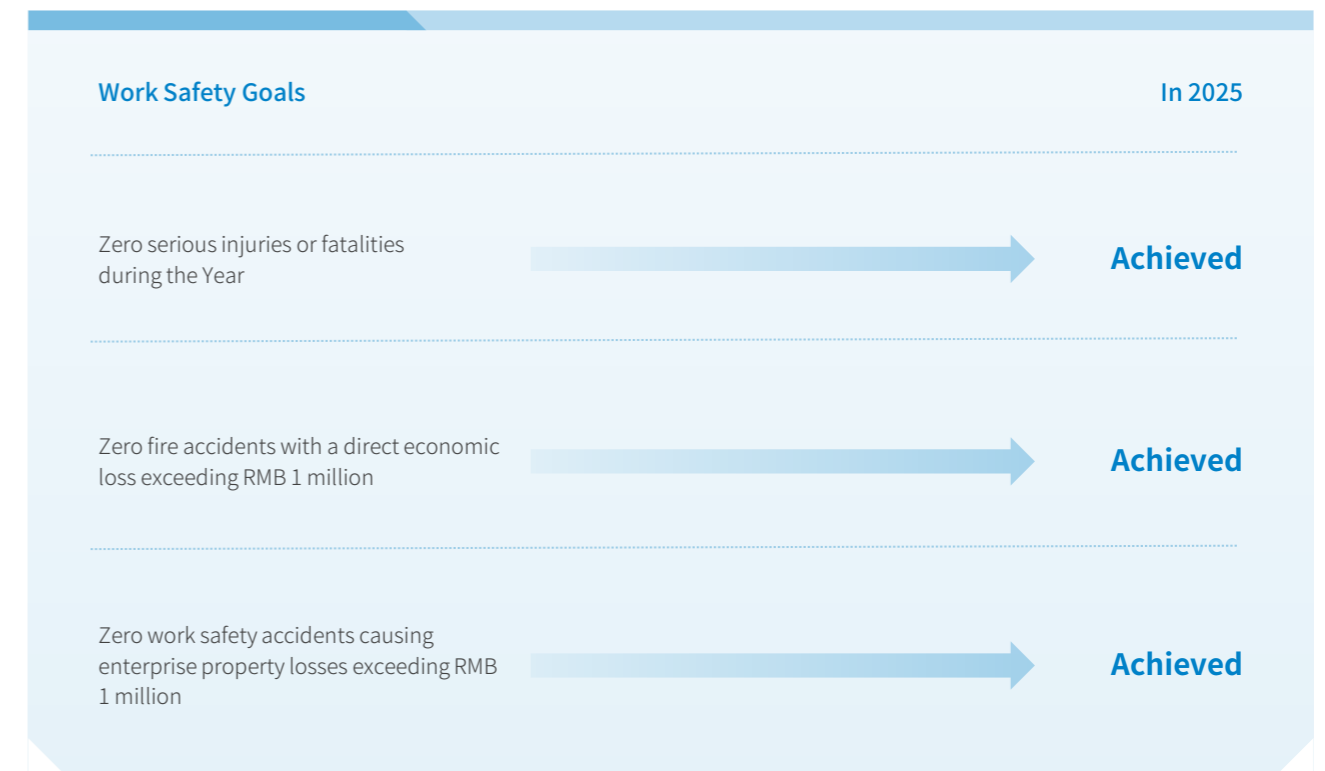 Work Safety Goals
In 2025
Zero serious injuries or fatalities
during the Year
Achieved
Zero fire accidents with a direct economic
loss exceeding RMB 1 million
Achieved
Zero work safety accidents causing
enterprise property losses exceeding RMB
1 million
Achieved